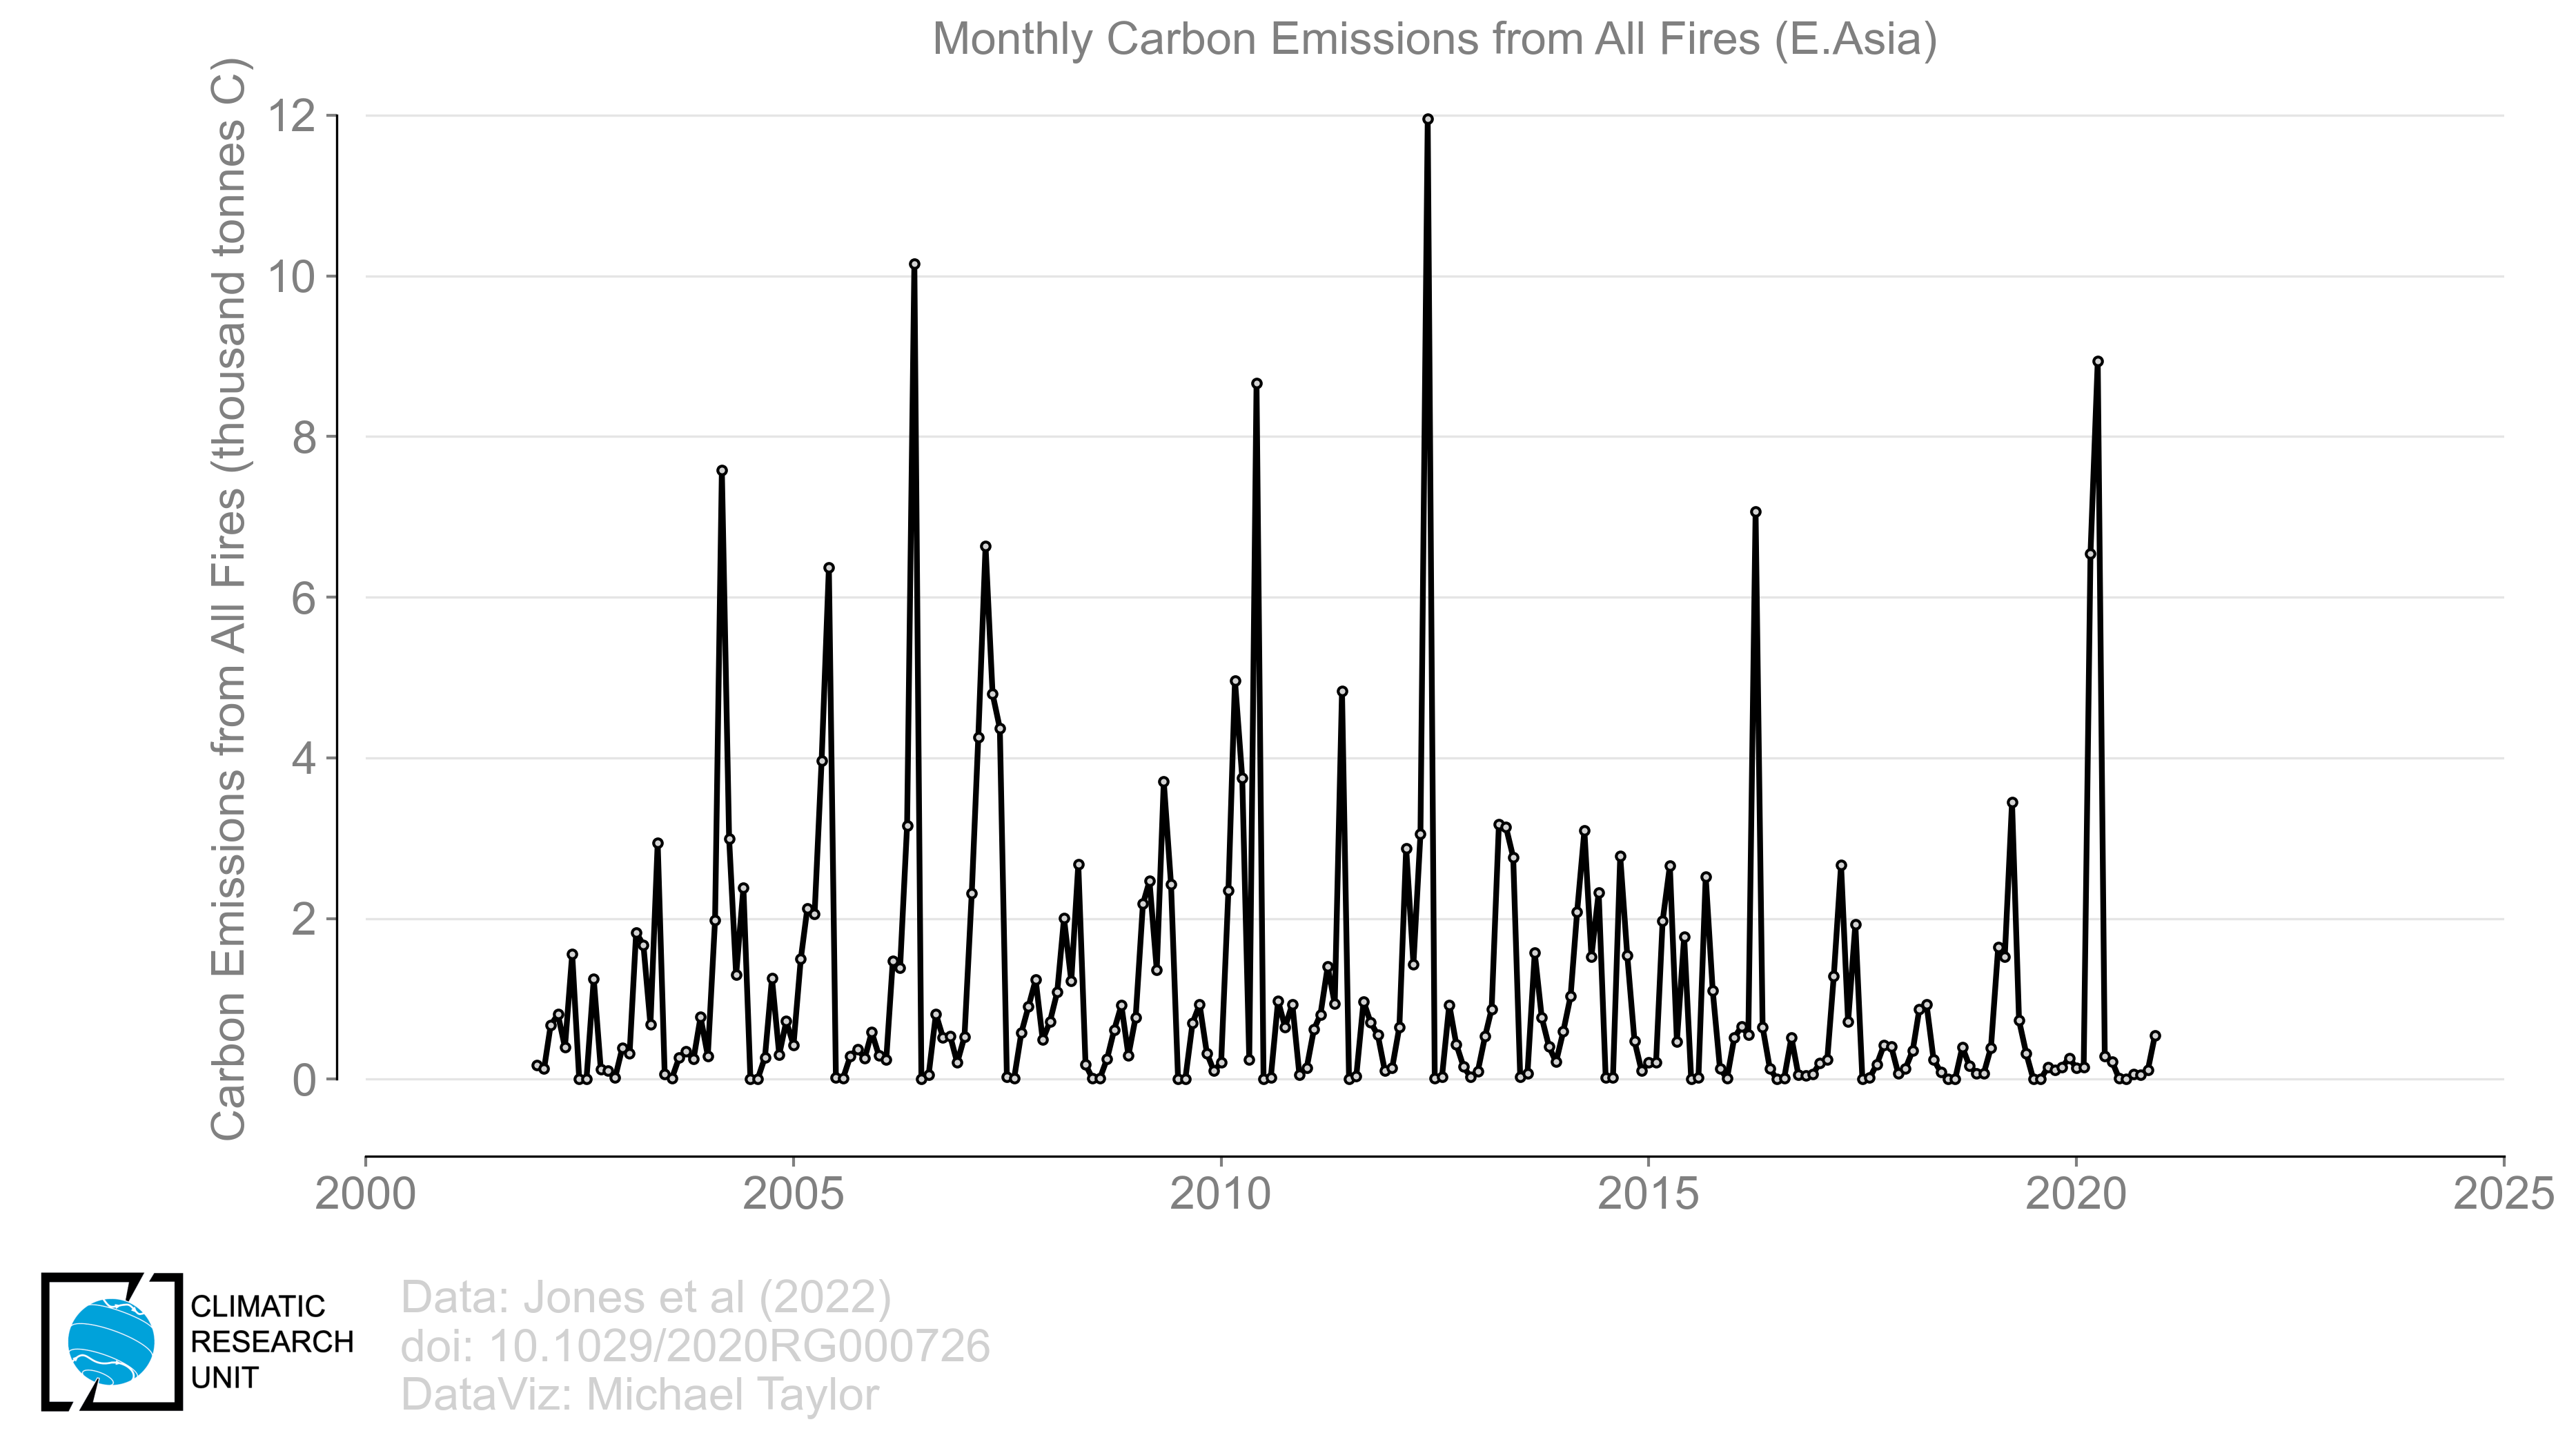 Monthly Carbon Emissions from All Fires (E.Asia)
Carbon Emissions from All Fires (thousand tonnes C)
12
10
8
6
4
2
0
2000 2005 2010 2015 2020 2025
CLIMATIC
RESEARCH
UNIT
Data: Jones et al (2022)
doi: 10.1029/2020RG000726
DataViz: Michael Taylor